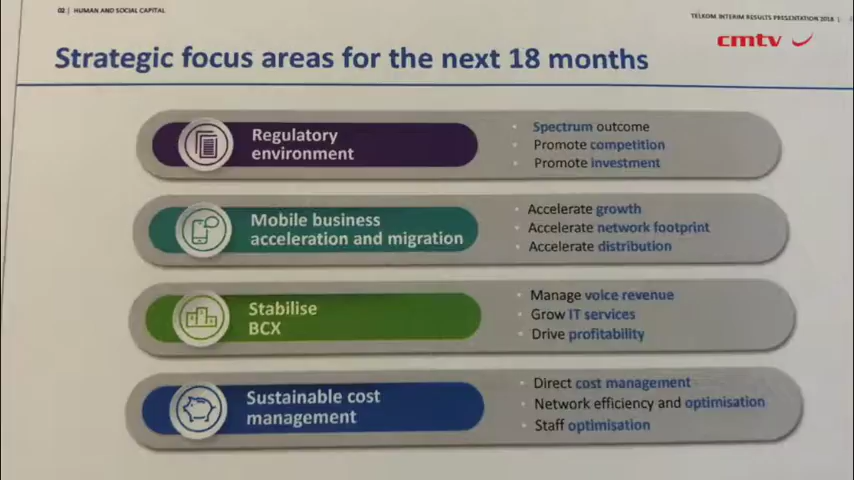 02 | HUMAN AND SOCIAL CAPITAL
TELKOM INTERIM RESULTS PRESENTATION 2018 |
cmtv
Strategic focus areas for the next 18 months
Regulatory
environment
• Spectrum outcome
• Promote competition
• Promote investment
Mobile business
acceleration and migration
• Accelerate growth
• Accelerate network footprint
• Accelerate distribution
Stabilise
BCX
• Manage voice revenue
• Grow IT services
• Drive profitability
Sustainable cost
management
• Direct cost management
• Network efficiency and optimisation
• Staff optimisation